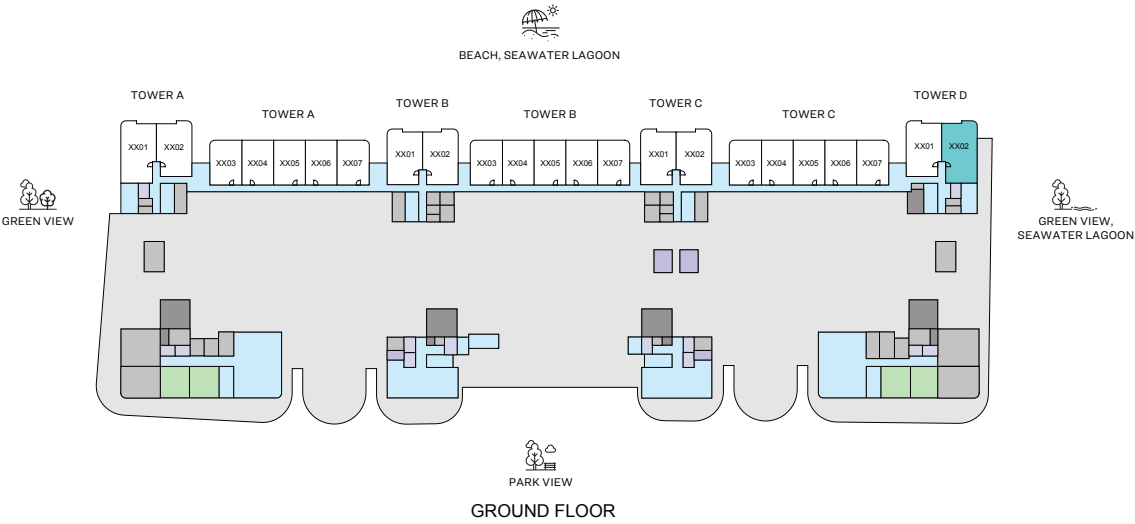 BEACH, SEAWATER LAGOON
TOWER A
TOWER A
TOWER B
TOWER B
TOWER C
TOWER C
TOWER D
XX01 XX02
XX03 XX04 XX05 XX06 XX07
XX01 XX02
XX03 XX04 XX05 XX06 XX07
XX01 XX02
XX03 XX04 XX05 XX06 XX07
XX01 XX02
GREEN VIEW
GREEN VIEW,
SEAWATER LAGOON
PARK VIEW
GROUND FLOOR